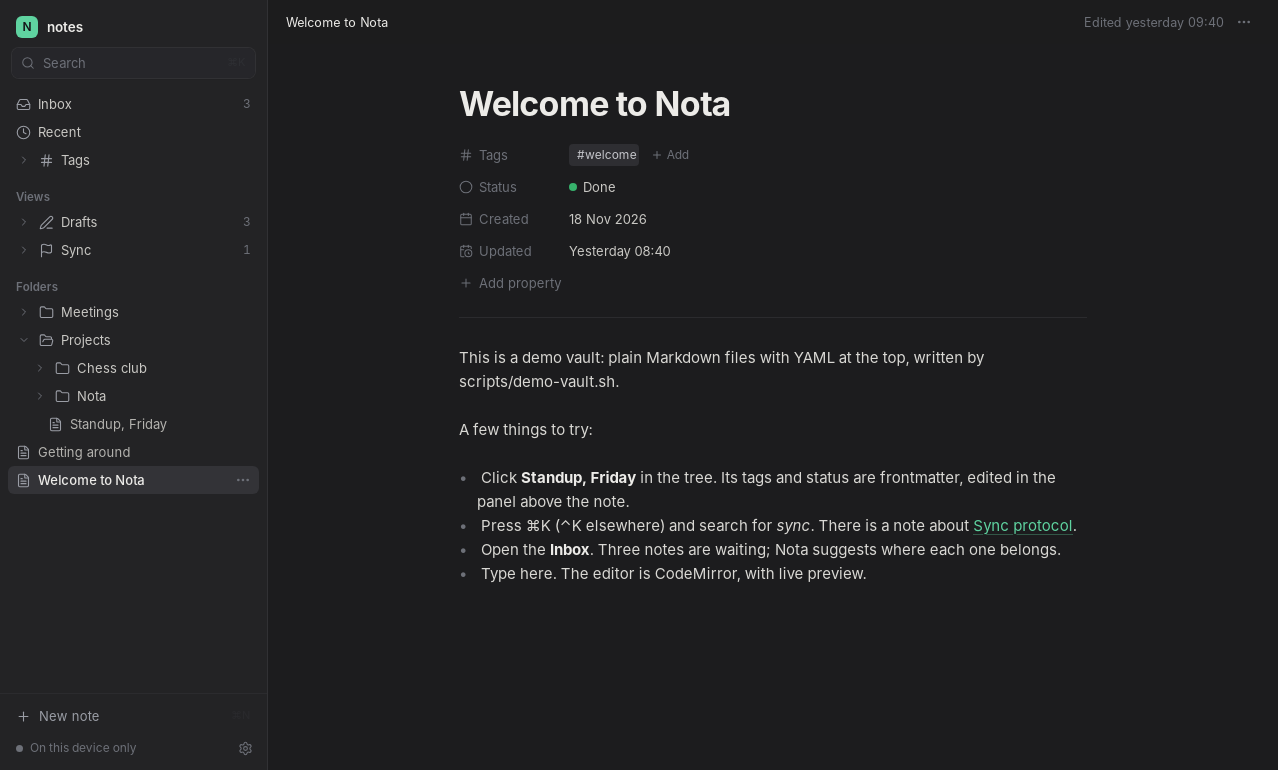 N notes
Search
Inbox 3
Recent
Tags
Views
Drafts 3
Sync 1
Folders
Meetings
Projects
Chess club
Nota
Standup, Friday
Getting around
Welcome to Nota
New note
On this device only
Welcome to Nota
Edited yesterday 09:40
Welcome to Nota
Tags #welcome Add
Status Done
Created 18 Nov 2026
Updated Yesterday 08:40
Add property
This is a demo vault: plain Markdown files with YAML at the top, written by
scripts/demo-vault.sh.
A few things to try:
• Click Standup, Friday in the tree. Its tags and status are frontmatter, edited in the
panel above the note.
• Press ⌘K (^K elsewhere) and search for sync. There is a note about Sync protocol.
• Open the Inbox. Three notes are waiting; Nota suggests where each one belongs.
• Type here. The editor is CodeMirror, with live preview.